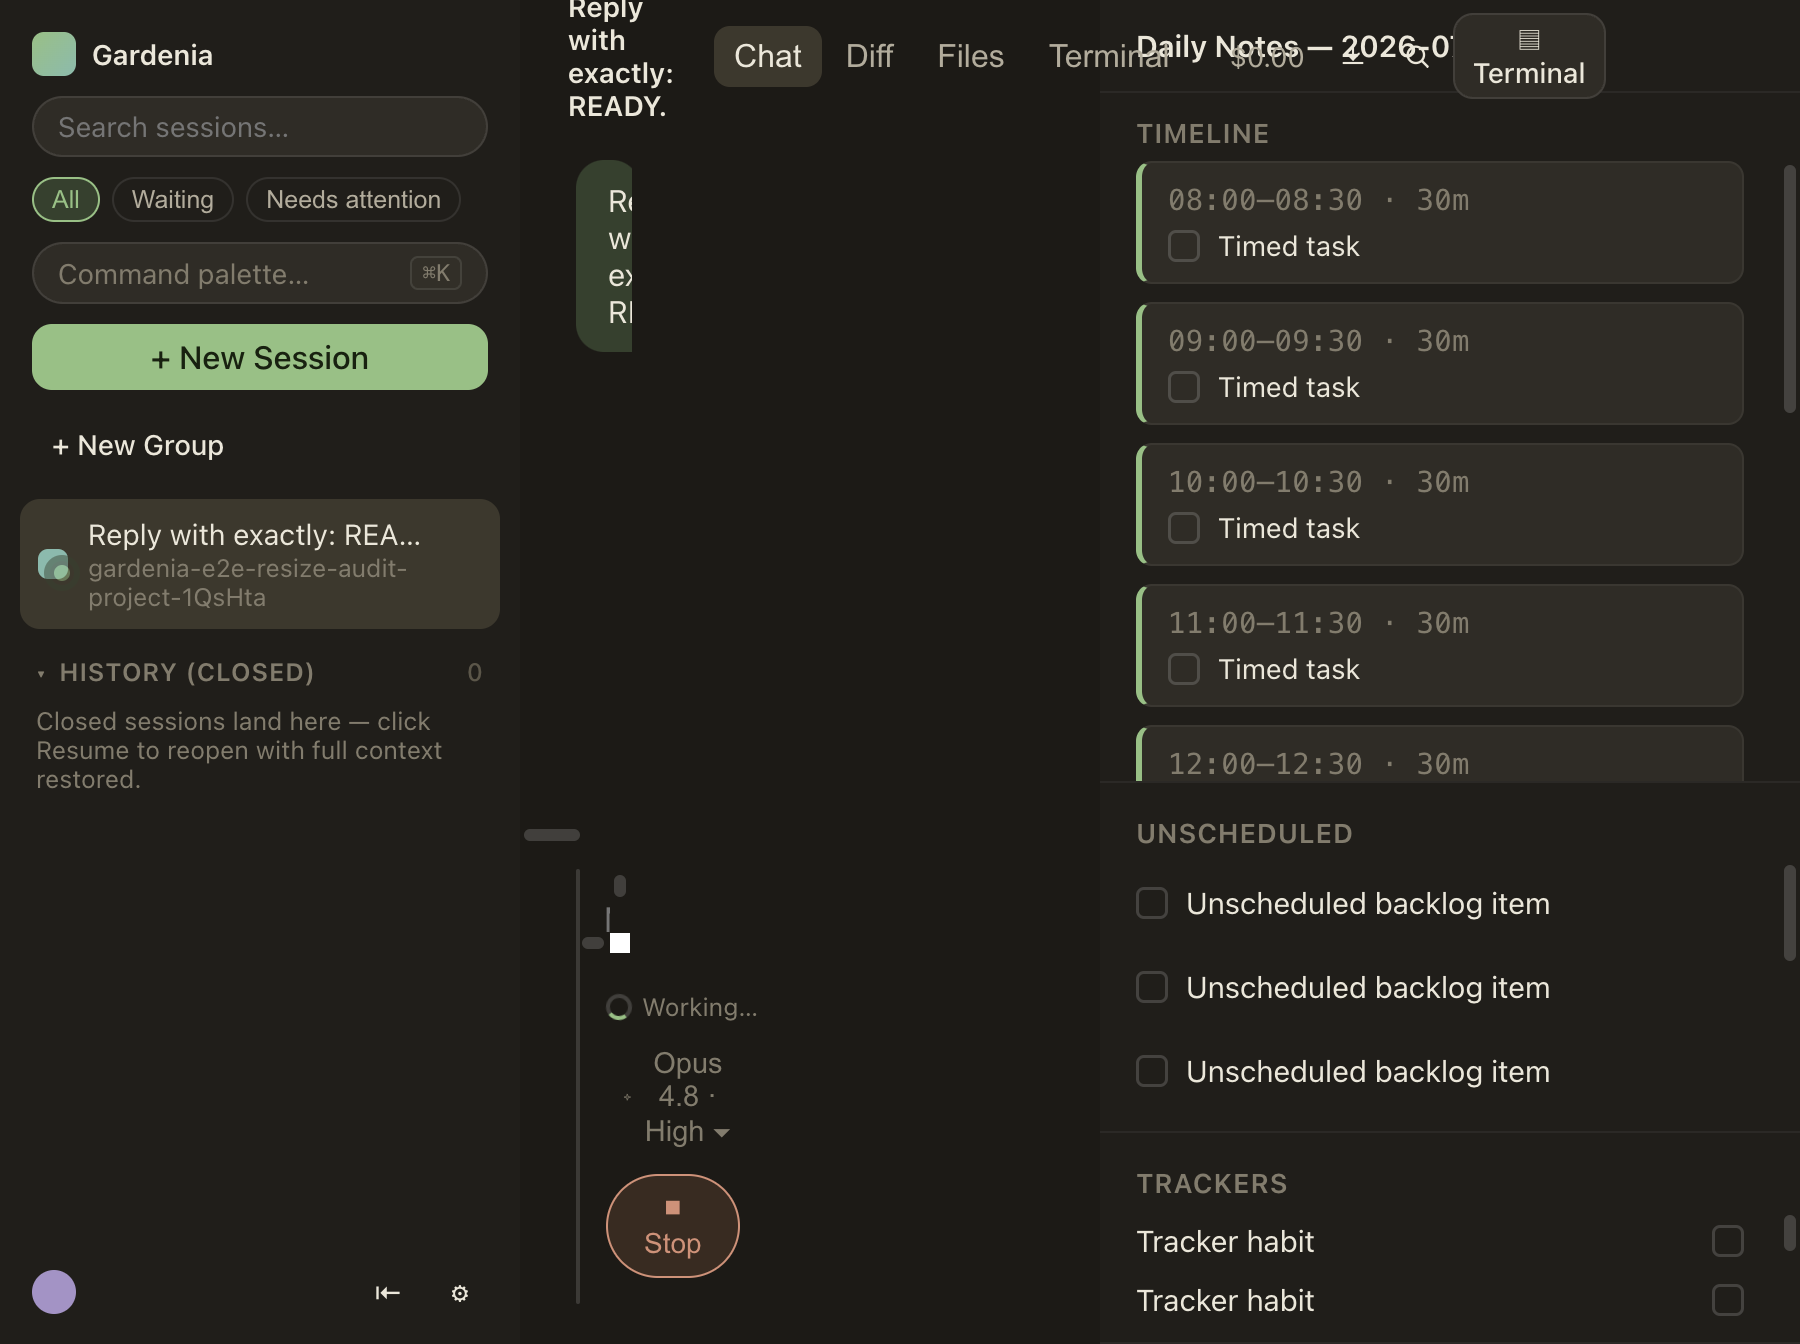 Gardenia
Search sessions...
All
Waiting
Needs attention
Command palette...
⌘K
+ New Session
+ New Group
Reply with exactly: REA...
gardenia-e2e-resize-audit-
project-1QsHta
HISTORY (CLOSED)
0
Closed sessions land here — click
Resume to reopen with full context
restored.
Reply
with
exactly:
READY.
Chat
Diff
Files
Terminal
$0.00
Terminal
Working...
Opus
4.8 ·
High
Stop
Daily Notes — 2026-0
TIMELINE
08:00–08:30 · 30m
Timed task
09:00–09:30 · 30m
Timed task
10:00–10:30 · 30m
Timed task
11:00–11:30 · 30m
Timed task
12:00–12:30 · 30m
UNSCHEDULED
Unscheduled backlog item
Unscheduled backlog item
Unscheduled backlog item
TRACKERS
Tracker habit
Tracker habit